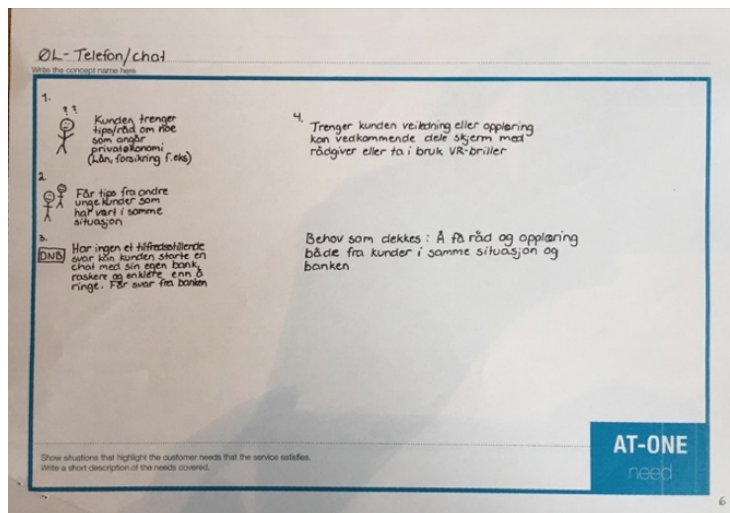 ØL- Telefon/chat
Write the concept name here
1.
? ?
Kunden trenger
tips/råd om noe
som angår
privatøkonomi
(Lån, forsikring f.eks)
2
Får tips fra andre
unge kunder som
har vært i samme
situasjon
3.
DNB
Har ingen et tilfredsstillende
svar kan kunden starte en
chat med sin egen bank,
raskere og enklere enn å
ringe. Får svar fra banken
4. Trenger kunden veiledning eller opplæring
kan vedkommende dele skjerm med
rådgiver eller ta i bruk VR-briller
Behov som dekkes: Å få råd og opplæring
både fra kunder i samme situasjon og
banken
Show situations that highlight the customer needs that the service satisfies.
Write a short description of the needs covered.
AT-ONE
need
6